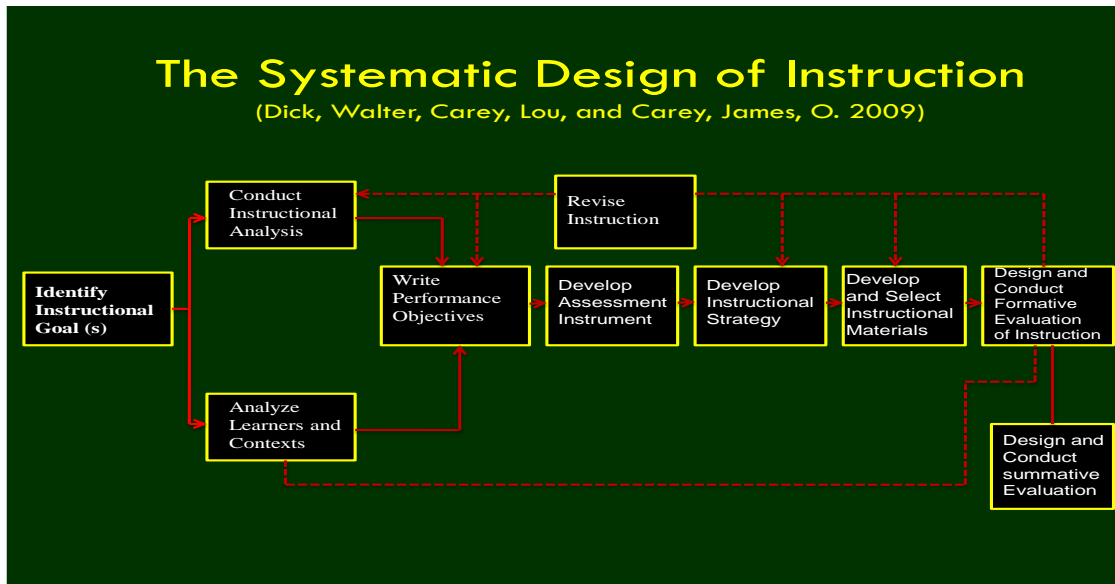 The Systematic Design of Instruction
(Dick, Walter, Carey, Lou, and Carey, James, O. 2009)
Identify
Instructional
Goal (s)
Conduct
Instructional
Analysis
Analyze
Learners and
Contexts
Revise
Instruction
Write
Performance
Objectives
Develop
Assessment
Instrument
Develop
Instructional
Strategy
Develop
and Select
Instructional
Materials
Design and
Conduct
Formative
Evaluation
of Instruction
Design and
Conduct
summative
Evaluation